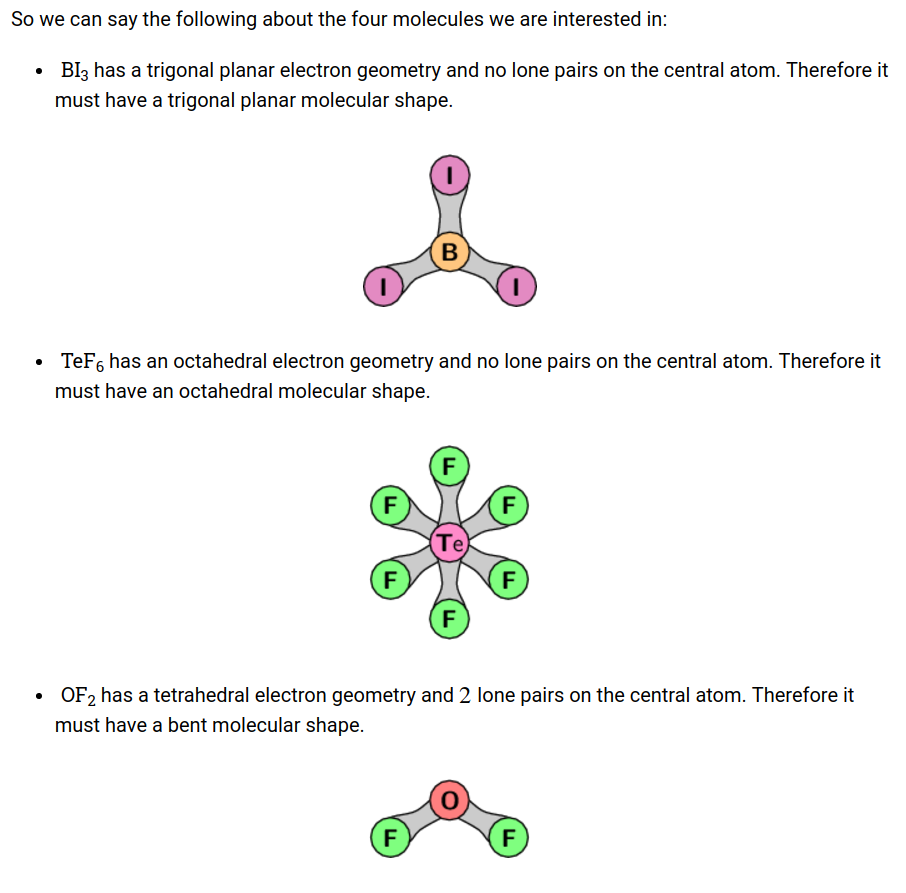 So we can say the following about the four molecules we are interested in:
• BI₃ has a trigonal planar electron geometry and no lone pairs on the central atom. Therefore it
must have a trigonal planar molecular shape.
I
B
I I
• TeF₆ has an octahedral electron geometry and no lone pairs on the central atom. Therefore it
must have an octahedral molecular shape.
F
F F
Te
F F
F
• OF₂ has a tetrahedral electron geometry and 2 lone pairs on the central atom. Therefore it
must have a bent molecular shape.
O
F F